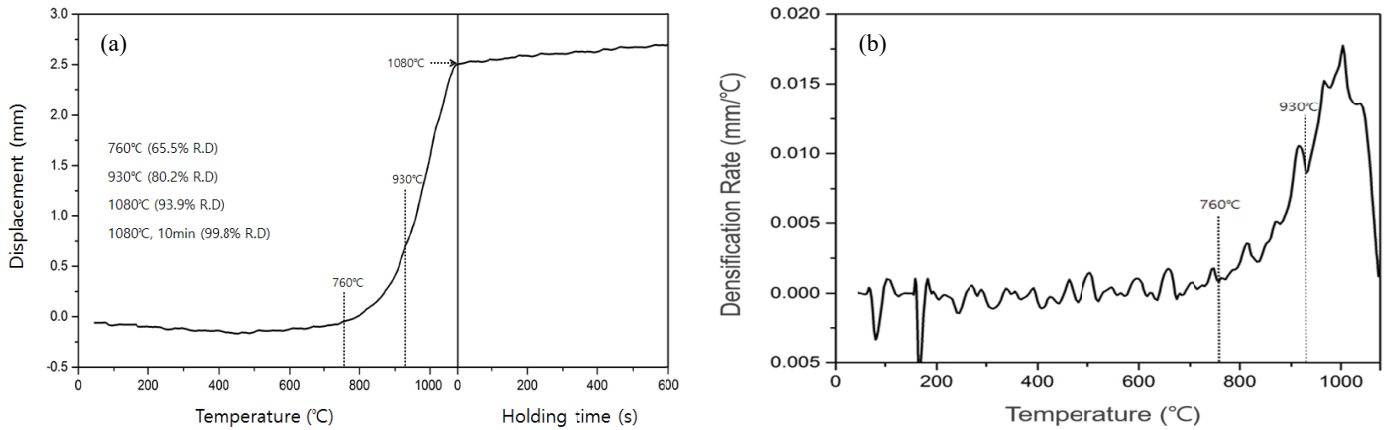 (a)
3.0
2.5
2.0
1.5
1.0
0.5
0.0
-0.5
Displacement (mm)
1080℃
930℃
760℃
760℃ (65.5% R.D)
930℃ (80.2% R.D)
1080℃ (93.9% R.D)
1080℃, 10min (99.8% R.D)
0 200 400 600 800 1000 0 200 400 600
Temperature (℃) Holding time (s)
(b)
0.020
0.015
0.010
0.005
0.000
0.005
Densification Rate (mm/℃)
930℃
760℃
0 200 400 600 800 1000
Temperature (℃)